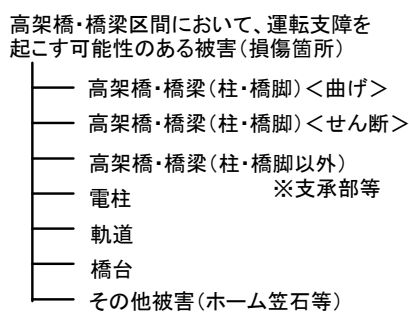 高架橋・橋梁区間において、運転支障を
起こす可能性のある被害(損傷箇所)
高架橋・橋梁(柱・橋脚)<曲げ>
高架橋・橋梁(柱・橋脚)<せん断>
高架橋・橋梁(柱・橋脚以外)
※支承部等
電柱
軌道
橋台
その他被害(ホーム笠石等)